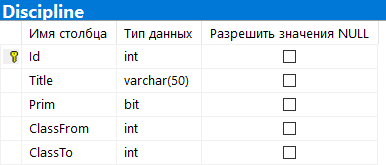 Discipline
Имя столбца Тип данных Разрешить значения NULL
Id int
Title varchar(50)
Prim bit
ClassFrom int
ClassTo int